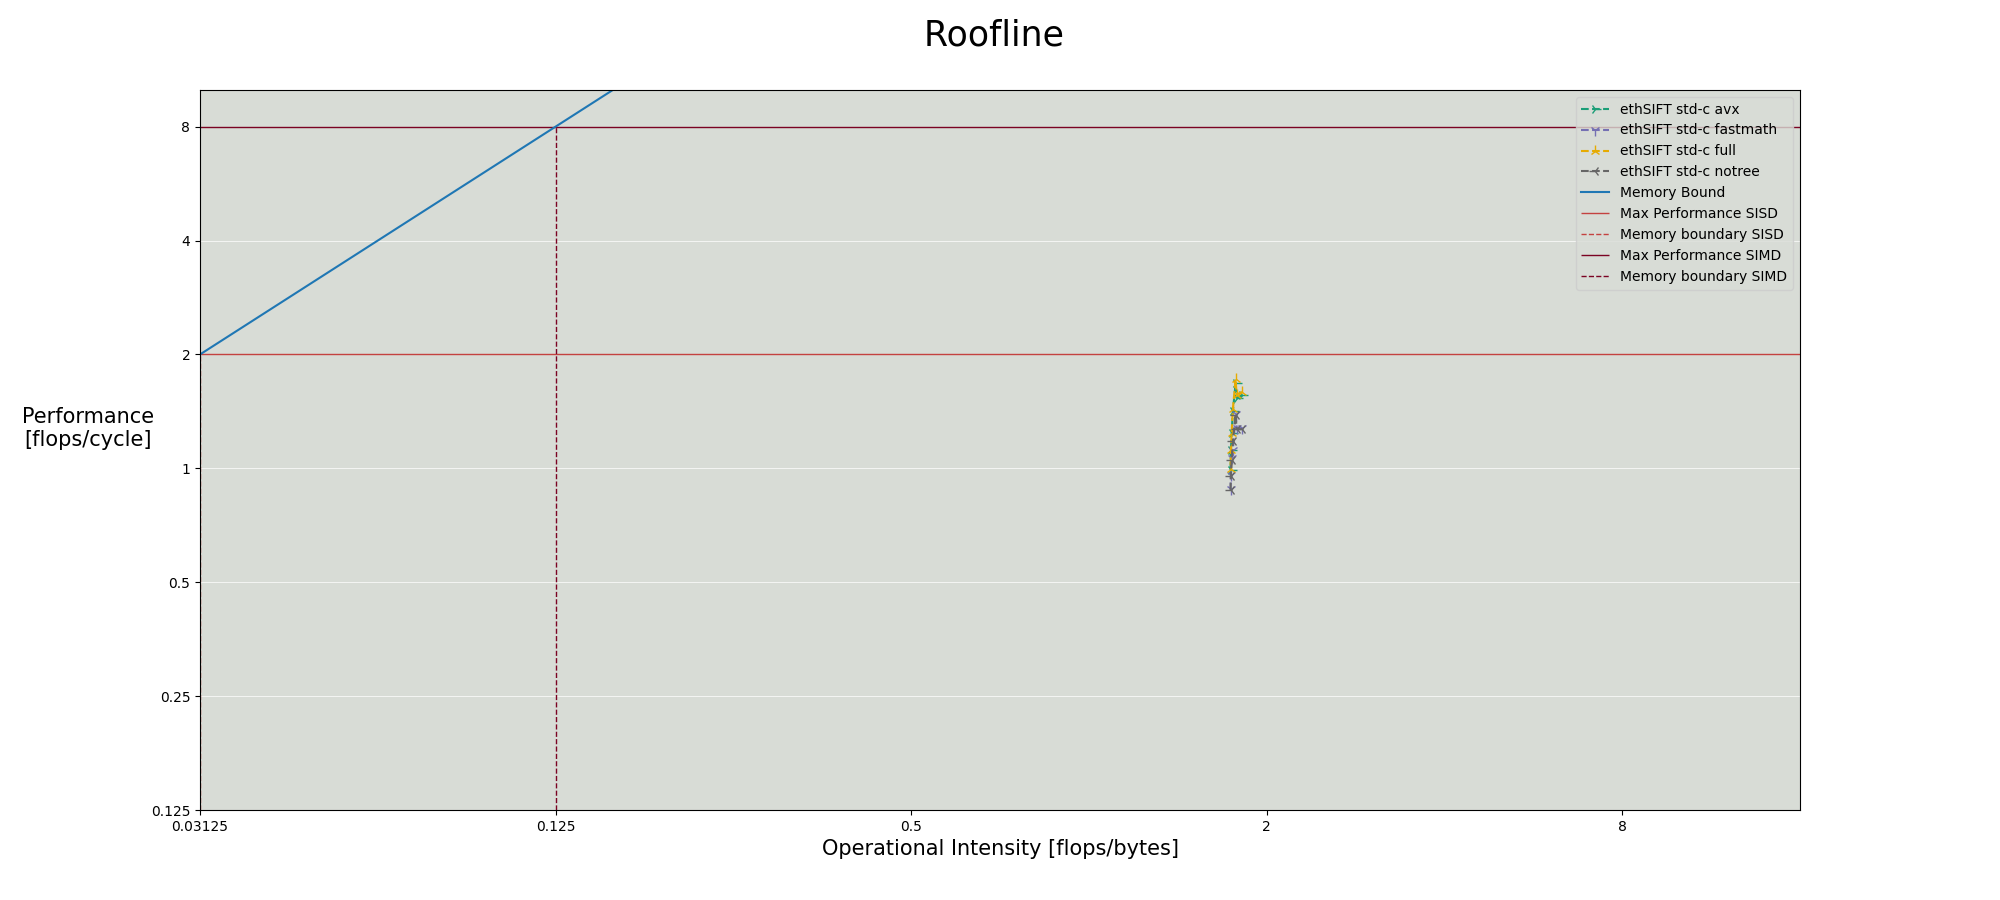 Roofline
ethSIFT std-c avx
ethSIFT std-c fastmath
ethSIFT std-c full
ethSIFT std-c notree
Memory Bound
Max Performance SISD
Memory boundary SISD
Max Performance SIMD
Memory boundary SIMD
8
4
2
1
0.5
0.25
0.125
Performance
[flops/cycle]
0.03125
0.125
0.5
2
8
Operational Intensity [flops/bytes]